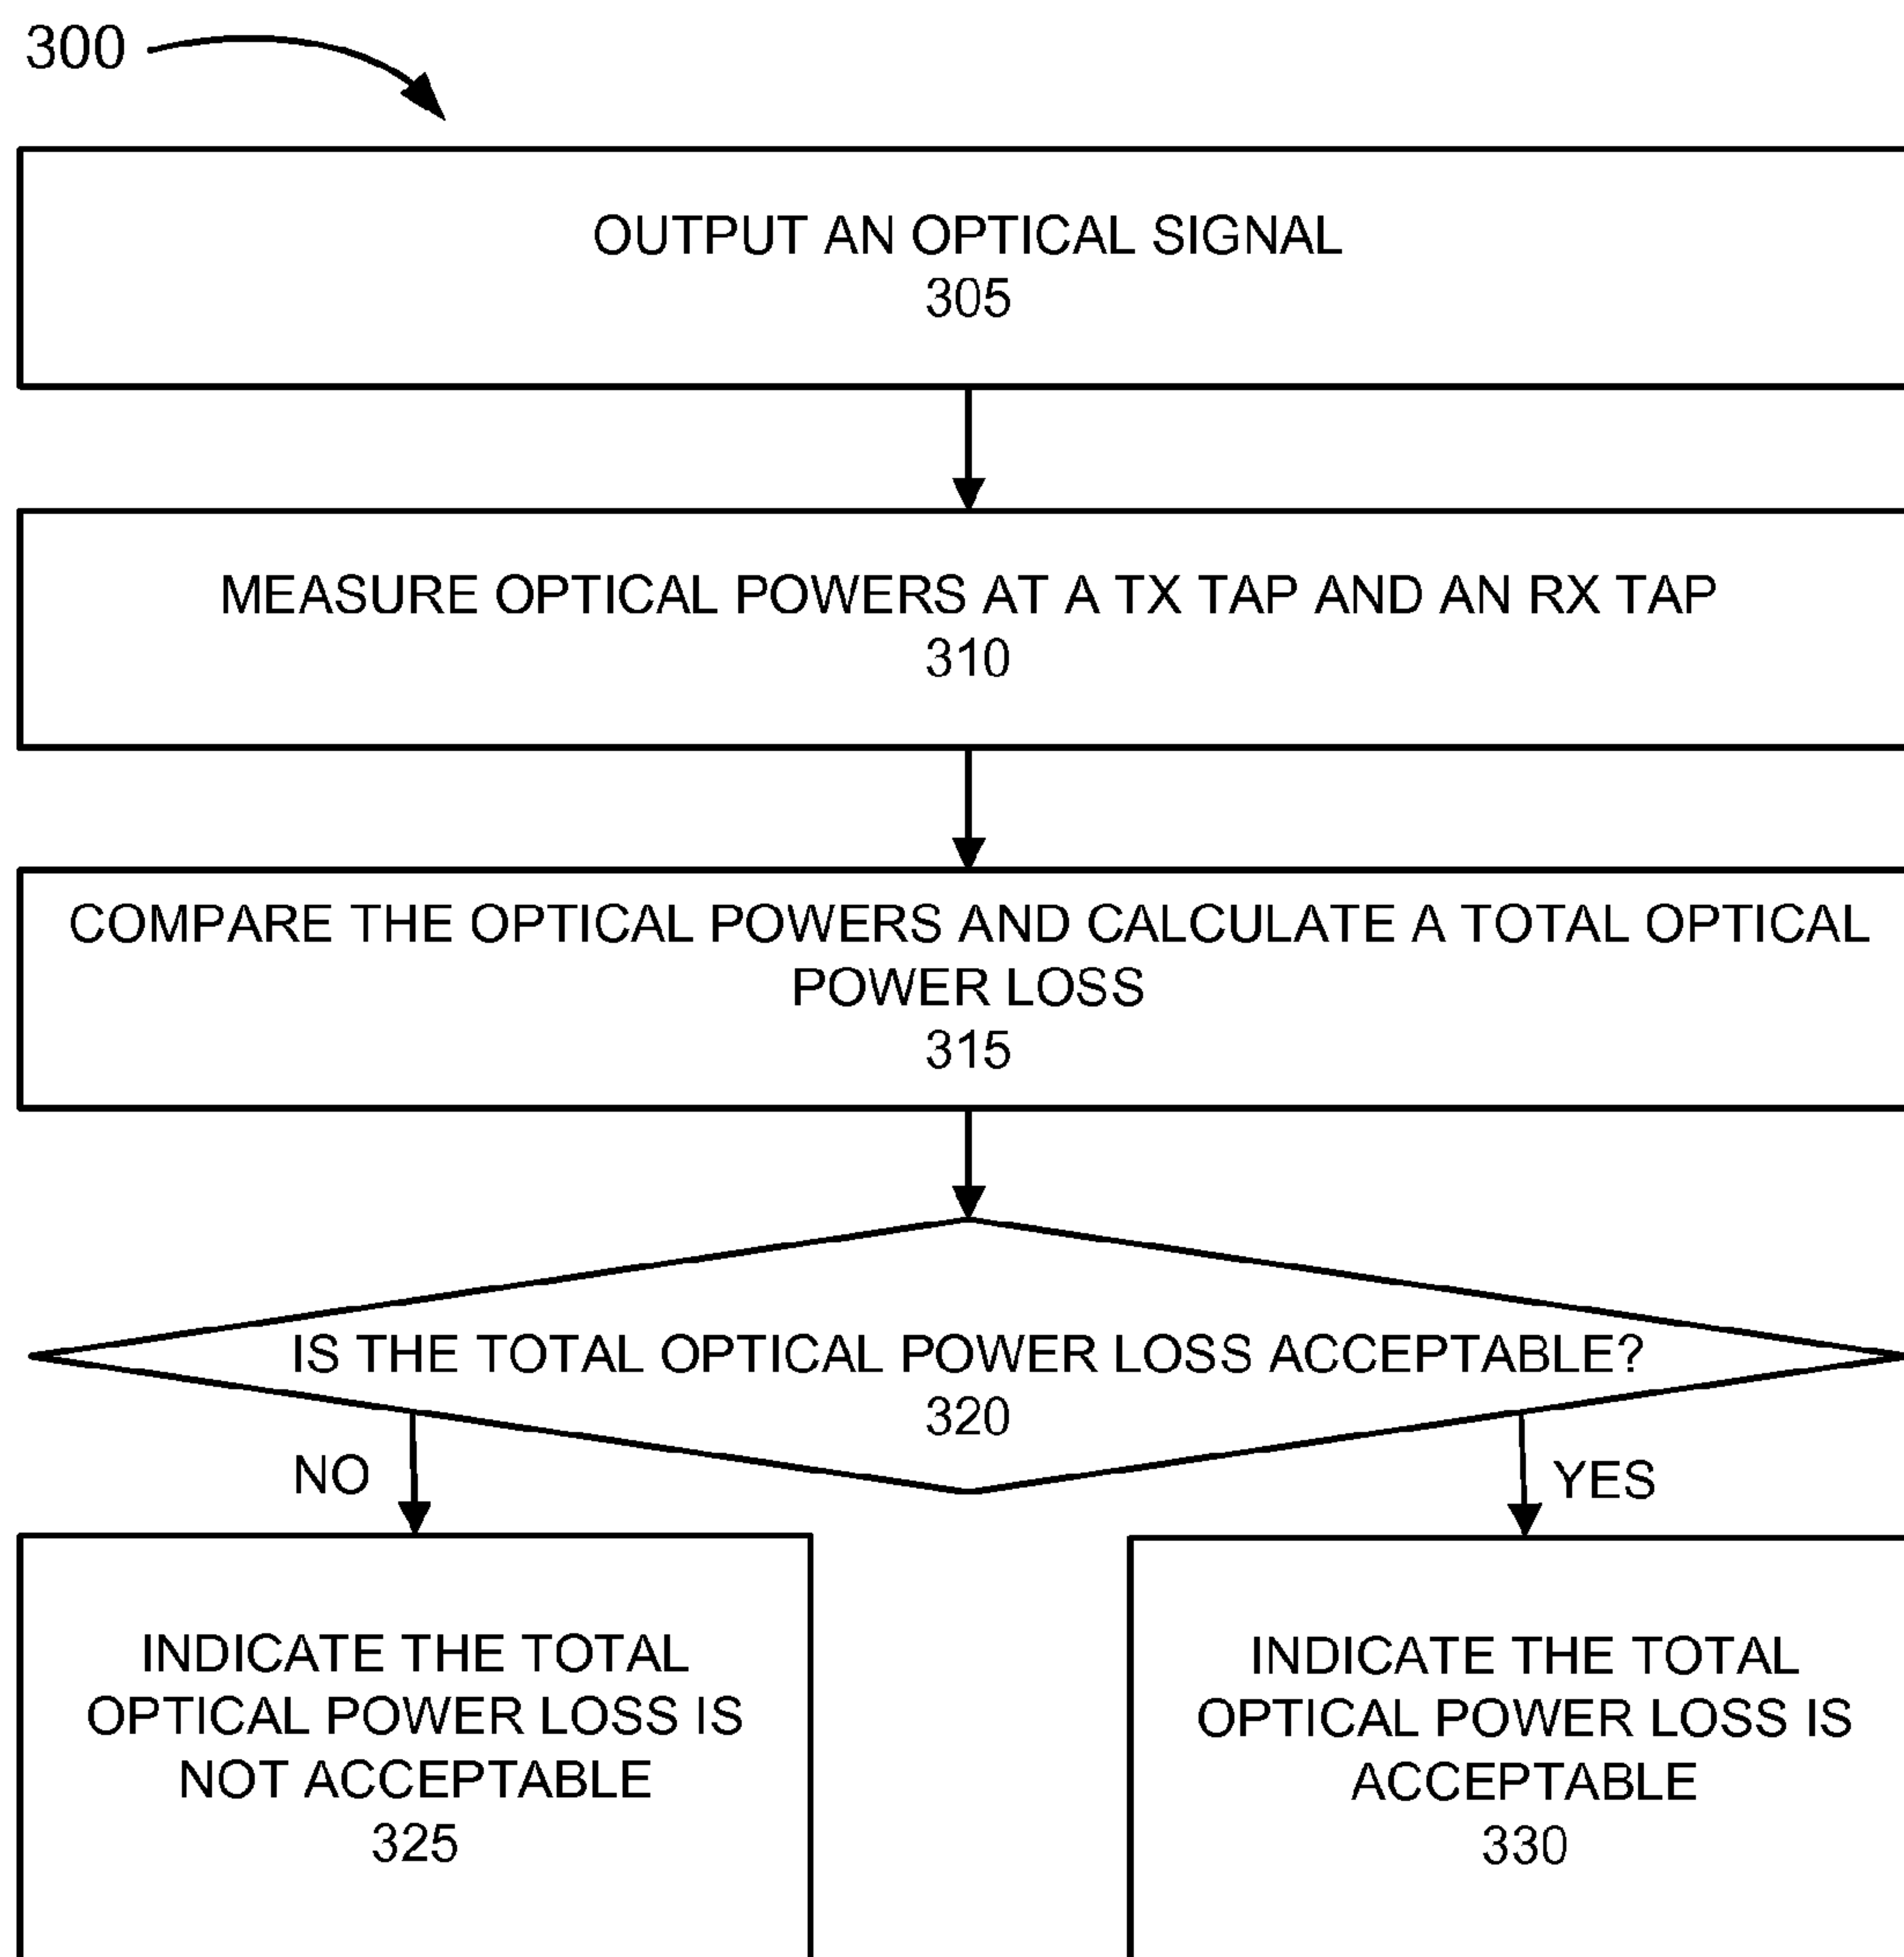 300
OUTPUT AN OPTICAL SIGNAL
305
MEASURE OPTICAL POWERS AT A TX TAP AND AN RX TAP
310
COMPARE THE OPTICAL POWERS AND CALCULATE A TOTAL OPTICAL
POWER LOSS
315
IS THE TOTAL OPTICAL POWER LOSS ACCEPTABLE?
320
NO
YES
INDICATE THE TOTAL
OPTICAL POWER LOSS IS
NOT ACCEPTABLE
325
INDICATE THE TOTAL
OPTICAL POWER LOSS IS
ACCEPTABLE
330